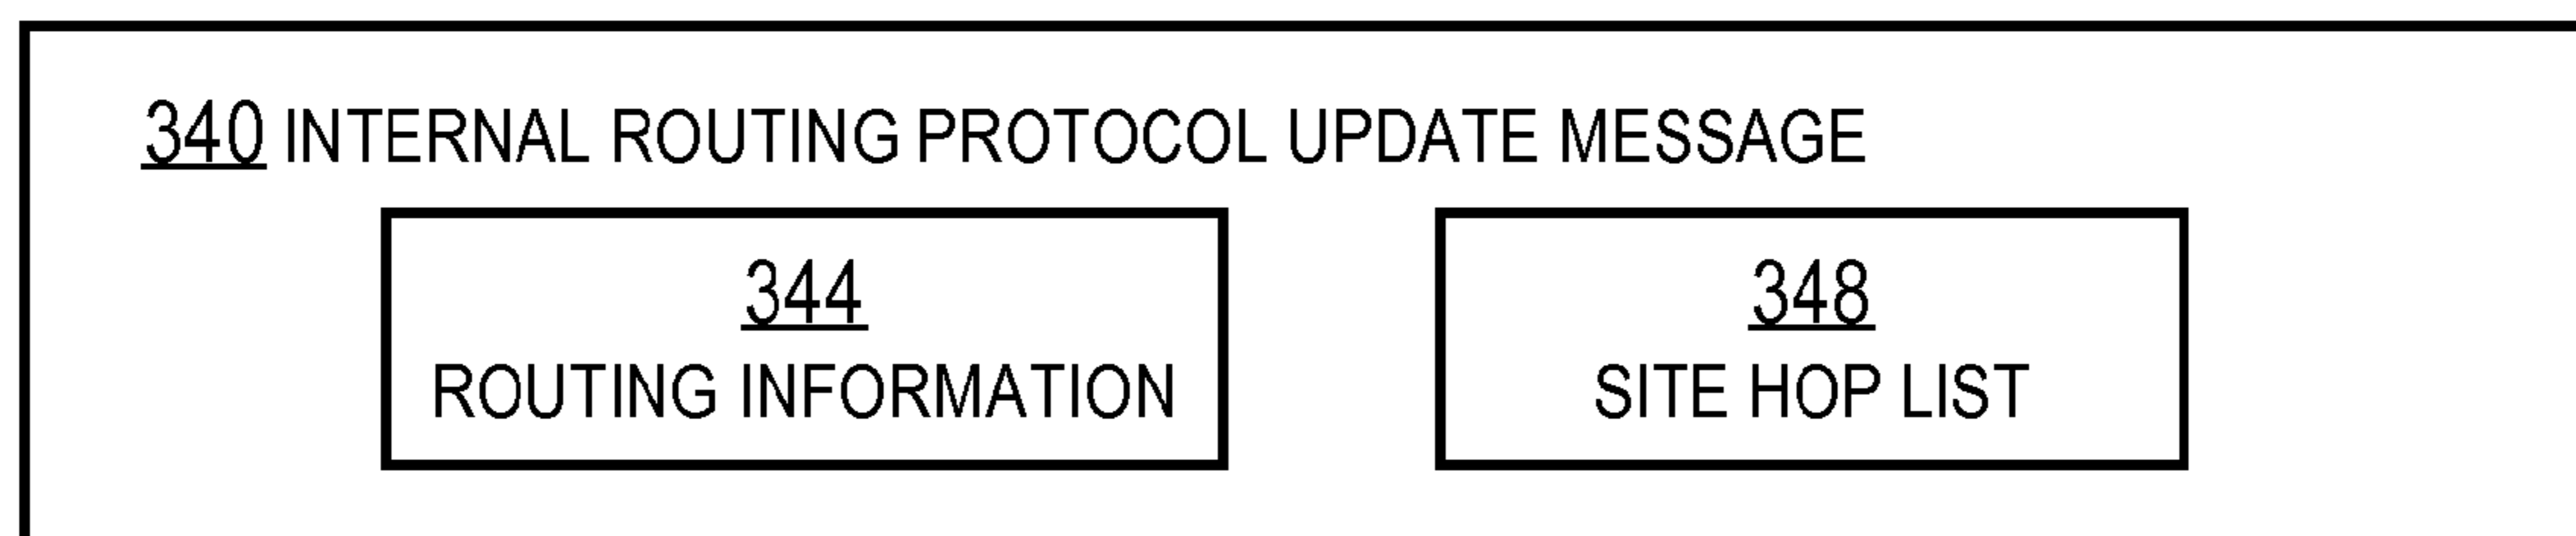 340 INTERNAL ROUTING PROTOCOL UPDATE MESSAGE
344
ROUTING INFORMATION
348
SITE HOP LIST